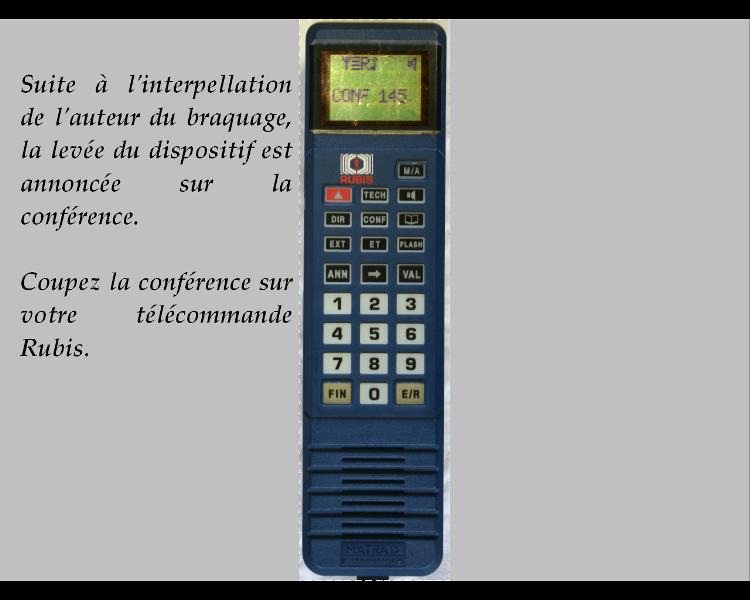 Suite à l'interpellation
de l'auteur du braquage,
la levée du dispositif est
annoncée sur la
conférence.
Coupez la conférence sur
votre télécommande
Rubis.
CONF 145
RUBIS
M/A
TECH
DIR CONF
EXT ET FLASH
ANN VAL
1 2 3
4 5 6
7 8 9
FIN 0 E/R
MATRA